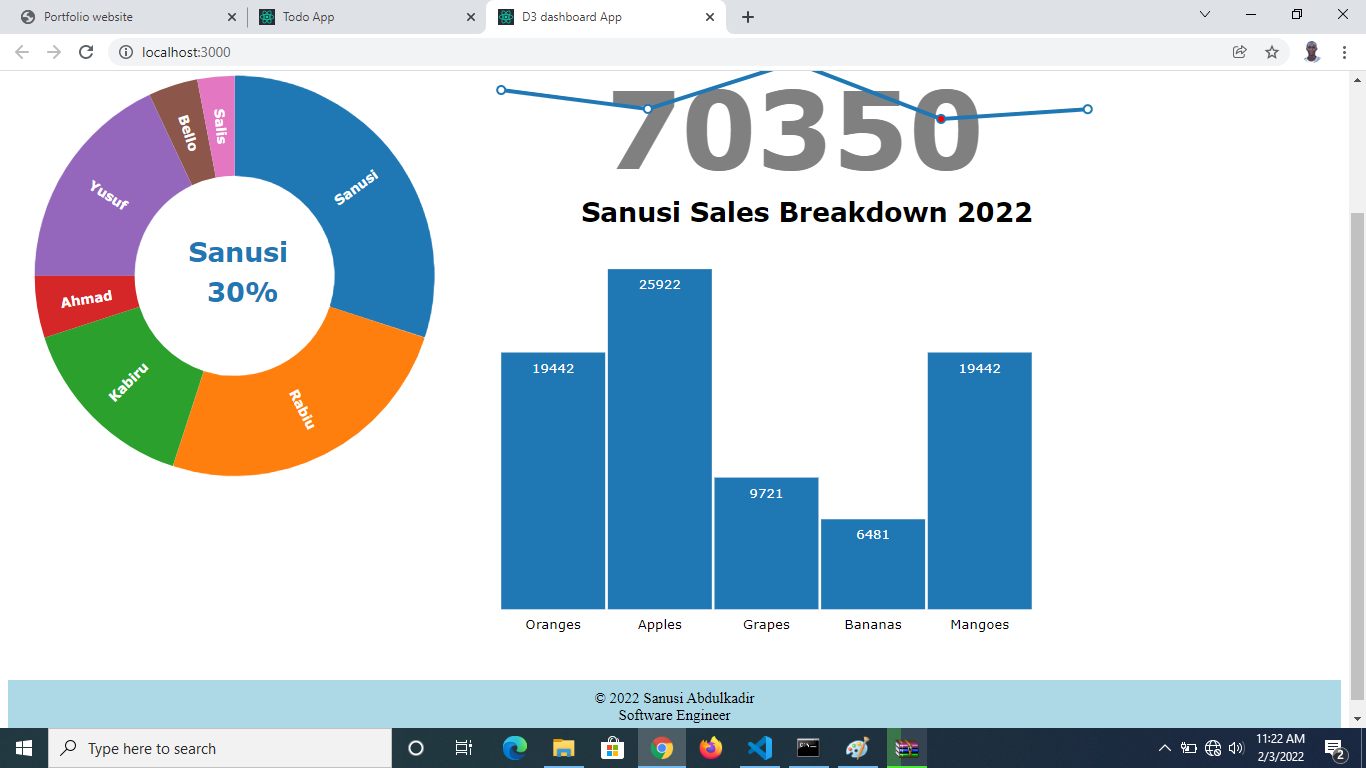 Portfolio website
Todo App
D3 dashboard App
localhost:3000
Salis
Bello
Sanusi
Yusuf
Sanusi
30%
Ahmad
Kabiru
Rabiu
70350
Sanusi Sales Breakdown 2022
25922
19442
19442
9721
6481
Oranges Apples Grapes Bananas Mangoes
© 2022 Sanusi Abdulkadir
Software Engineer
Type here to search
11:22 AM
2/3/2022
2